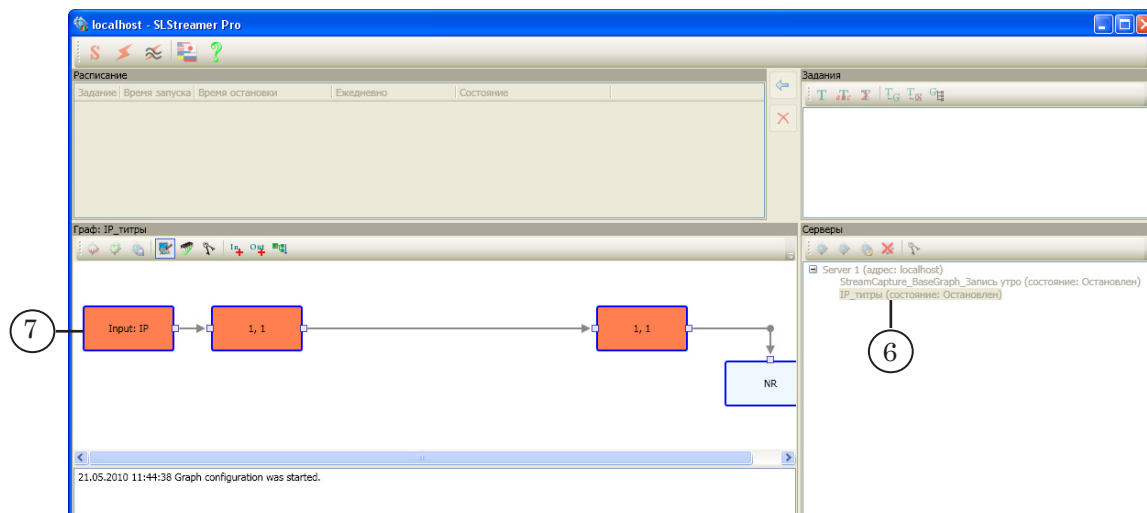 localhost - SLStreamer Pro
Расписание
Задание Время запуска Время остановки Ежедневно Состояние
Задания
Граф: IP_титры
In Out
Input: IP
1, 1
1, 1
NR
Серверы
Server 1 (адрес: localhost)
StreamCapture_BaseGraph_Запись утро (состояние: Остановлен)
IP_титры (состояние: Остановлен)
7
6
21.05.2010 11:44:38 Graph configuration was started.